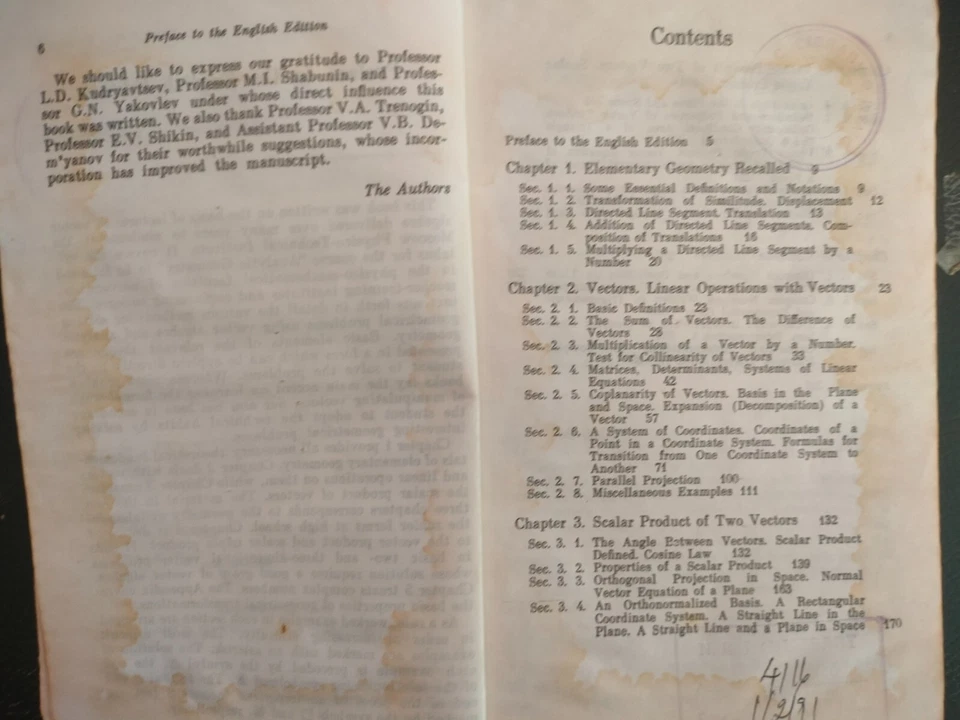 6
Preface to the English Edition
We should like to express our gratitude to Professor
L.D. Kudryavtsev, Professor M.I. Shabunin, and Profes-
sor G.N. Yakovlev under whose direct influence this
book was written. We also thank Professor V.A. Trenogin,
Professor E.V. Shikin, and Assistant Professor V.B. De-
m'yanov for their worthwhile suggestions, whose incor-
poration has improved the manuscript.
The Authors
Contents
Preface to the English Edition 5
Chapter 1. Elementary Geometry Recalled 9
Sec. 1. 1. Some Essential Definitions and Notations 9
Sec. 1. 2. Transformation of Similitude. Displacement 12
Sec. 1. 3. Directed Line Segment. Translation 13
Sec. 1. 4. Addition of Directed Line Segments. Com-
position of Translations 16
Sec. 1. 5. Multiplying a Directed Line Segment by a
Number 20
Chapter 2. Vectors. Linear Operations with Vectors 23
Sec. 2. 1. Basic Definitions 23
Sec. 2. 2. The Sum of Vectors. The Difference of
Vectors 28
Sec. 2. 3. Multiplication of a Vector by a Number.
Test for Collinearity of Vectors 33
Sec. 2. 4. Matrices, Determinants, Systems of Linear
Equations 42
Sec. 2. 5. Coplanarity of Vectors. Basis in the Plane
and Space. Expansion (Decomposition) of a
Vector 57
Sec. 2. 6. A System of Coordinates. Coordinates of a
Point in a Coordinate System. Formulas for
Transition from One Coordinate System to
Another 71
Sec. 2. 7. Parallel Projection 100
Sec. 2. 8. Miscellaneous Examples 111
Chapter 3. Scalar Product of Two Vectors 132
Sec. 3. 1. The Angle Between Vectors. Scalar Product
Defined. Cosine Law 132
Sec. 3. 2. Properties of a Scalar Product 139
Sec. 3. 3. Orthogonal Projection in Space. Normal
Vector Equation of a Plane 163
Sec. 3. 4. An Orthonormalized Basis. A Rectangular
Coordinate System. A Straight Line in the
Plane. A Straight Line and a Plane in Space 170
4116
1/2/91